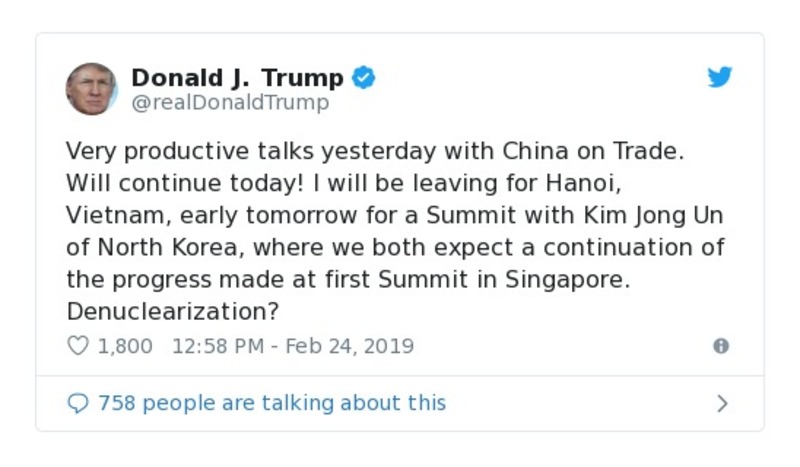 Donald J. Trump
@realDonaldTrump
Very productive talks yesterday with China on Trade.
Will continue today! I will be leaving for Hanoi,
Vietnam, early tomorrow for a Summit with Kim Jong Un
of North Korea, where we both expect a continuation of
the progress made at first Summit in Singapore.
Denuclearization?
1,800 12:58 PM - Feb 24, 2019
758 people are talking about this